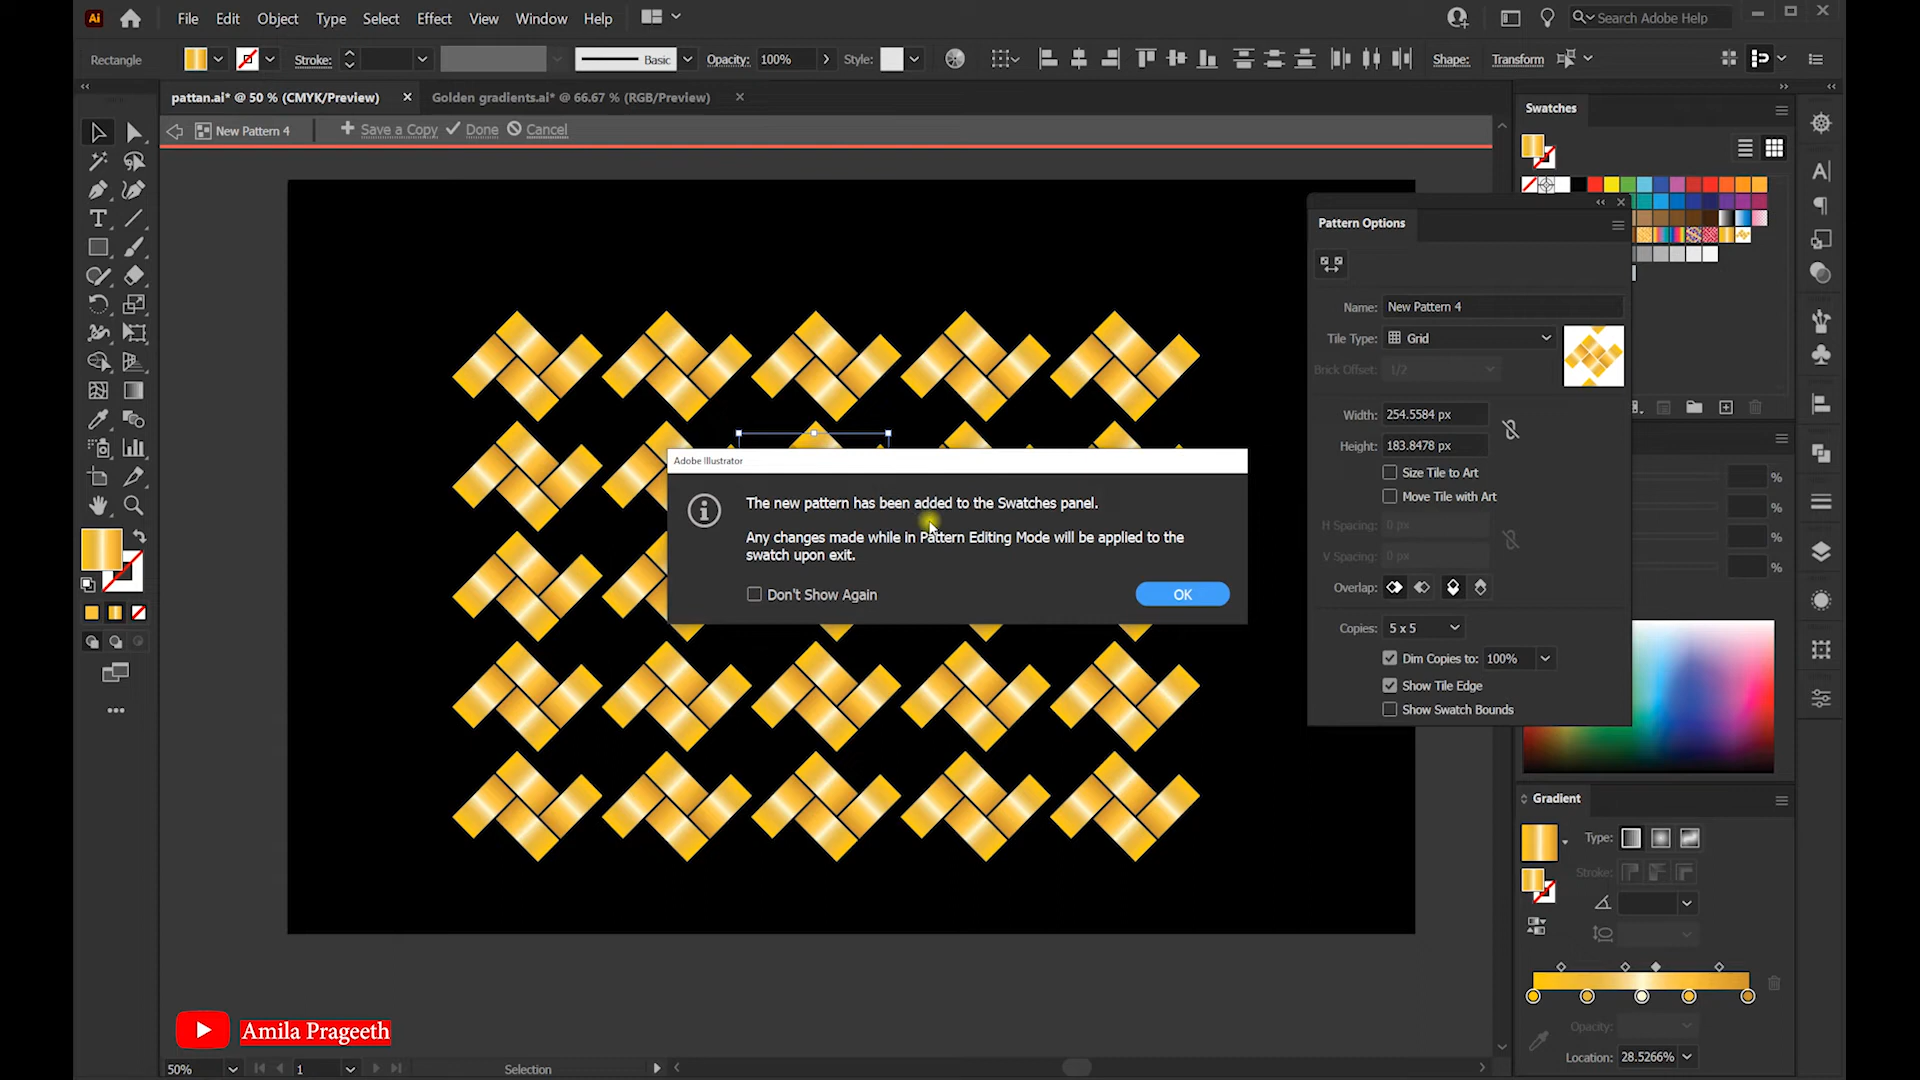 Ai File Edit Object Type Select Effect View Window Help Search Adobe Help
Rectangle Stroke: Basic Opacity: 100% Style: Shape: Transform
pattan.ai* @ 50 % (CMYK/Preview) × Golden gradients.ai* @ 66.67 % (RGB/Preview) ×
New Pattern 4 Save a Copy Done Cancel
Swatches
Pattern Options
Name: New Pattern 4
Tile Type: Grid
Brick Offset: 1/2
Width: 254.5584 px
Height: 183.8478 px
Size Tile to Art
Move Tile with Art
H Spacing: 0 px
V Spacing: 0 px
Overlap:
Copies: 5 x 5
Dim Copies to: 100%
Show Tile Edge
Show Swatch Bounds
Adobe Illustrator
The new pattern has been added to the Swatches panel.
Any changes made while in Pattern Editing Mode will be applied to the
swatch upon exit.
Don't Show Again OK
%
%
%
%
Gradient
Type:
Stroke:
Opacity:
Location: 28.5266%
Amila Prageeth
50% 1 Selection